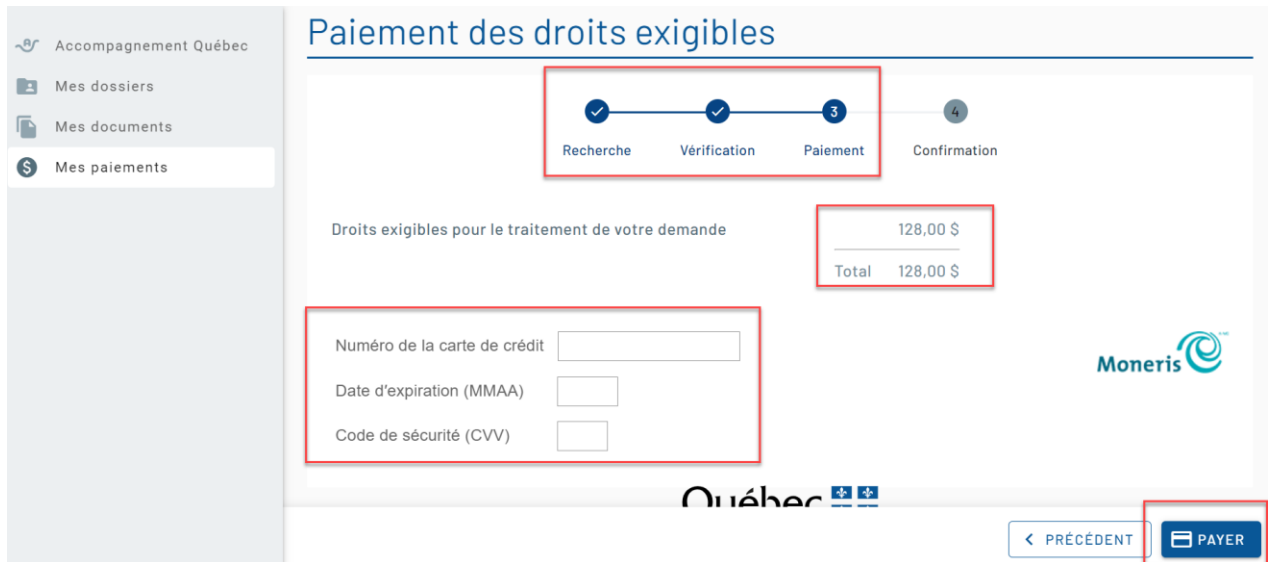 Paiement des droits exigibles
Accompagnement Québec
Mes dossiers
Mes documents
Mes paiements
3
4
Recherche
Vérification
Paiement
Confirmation
Droits exigibles pour le traitement de votre demande
128,00 $
Total 128,00 $
Numéro de la carte de crédit
Date d'expiration (MMAA)
Code de sécurité (CVV)
Moneris
Québec
PRÉCÉDENT
PAYER